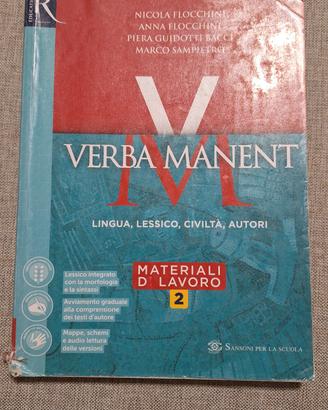 NICOLA FLOCCHINI
ANNA FLOCCHINI
PIERA GUIDOTTI BACCI
MARCO SAMPIETRO
VM
VERBA MANENT
LINGUA, LESSICO, CIVILTÀ, AUTORI
MATERIALI
DI LAVORO
2
Lessico integrato
con la morfologia
e la sintassi
Avviamento graduale
alla comprensione
dei testi d'autore
Mappe, schemi
e audio lettura
delle versioni
SANSONI PER LA SCUOLA